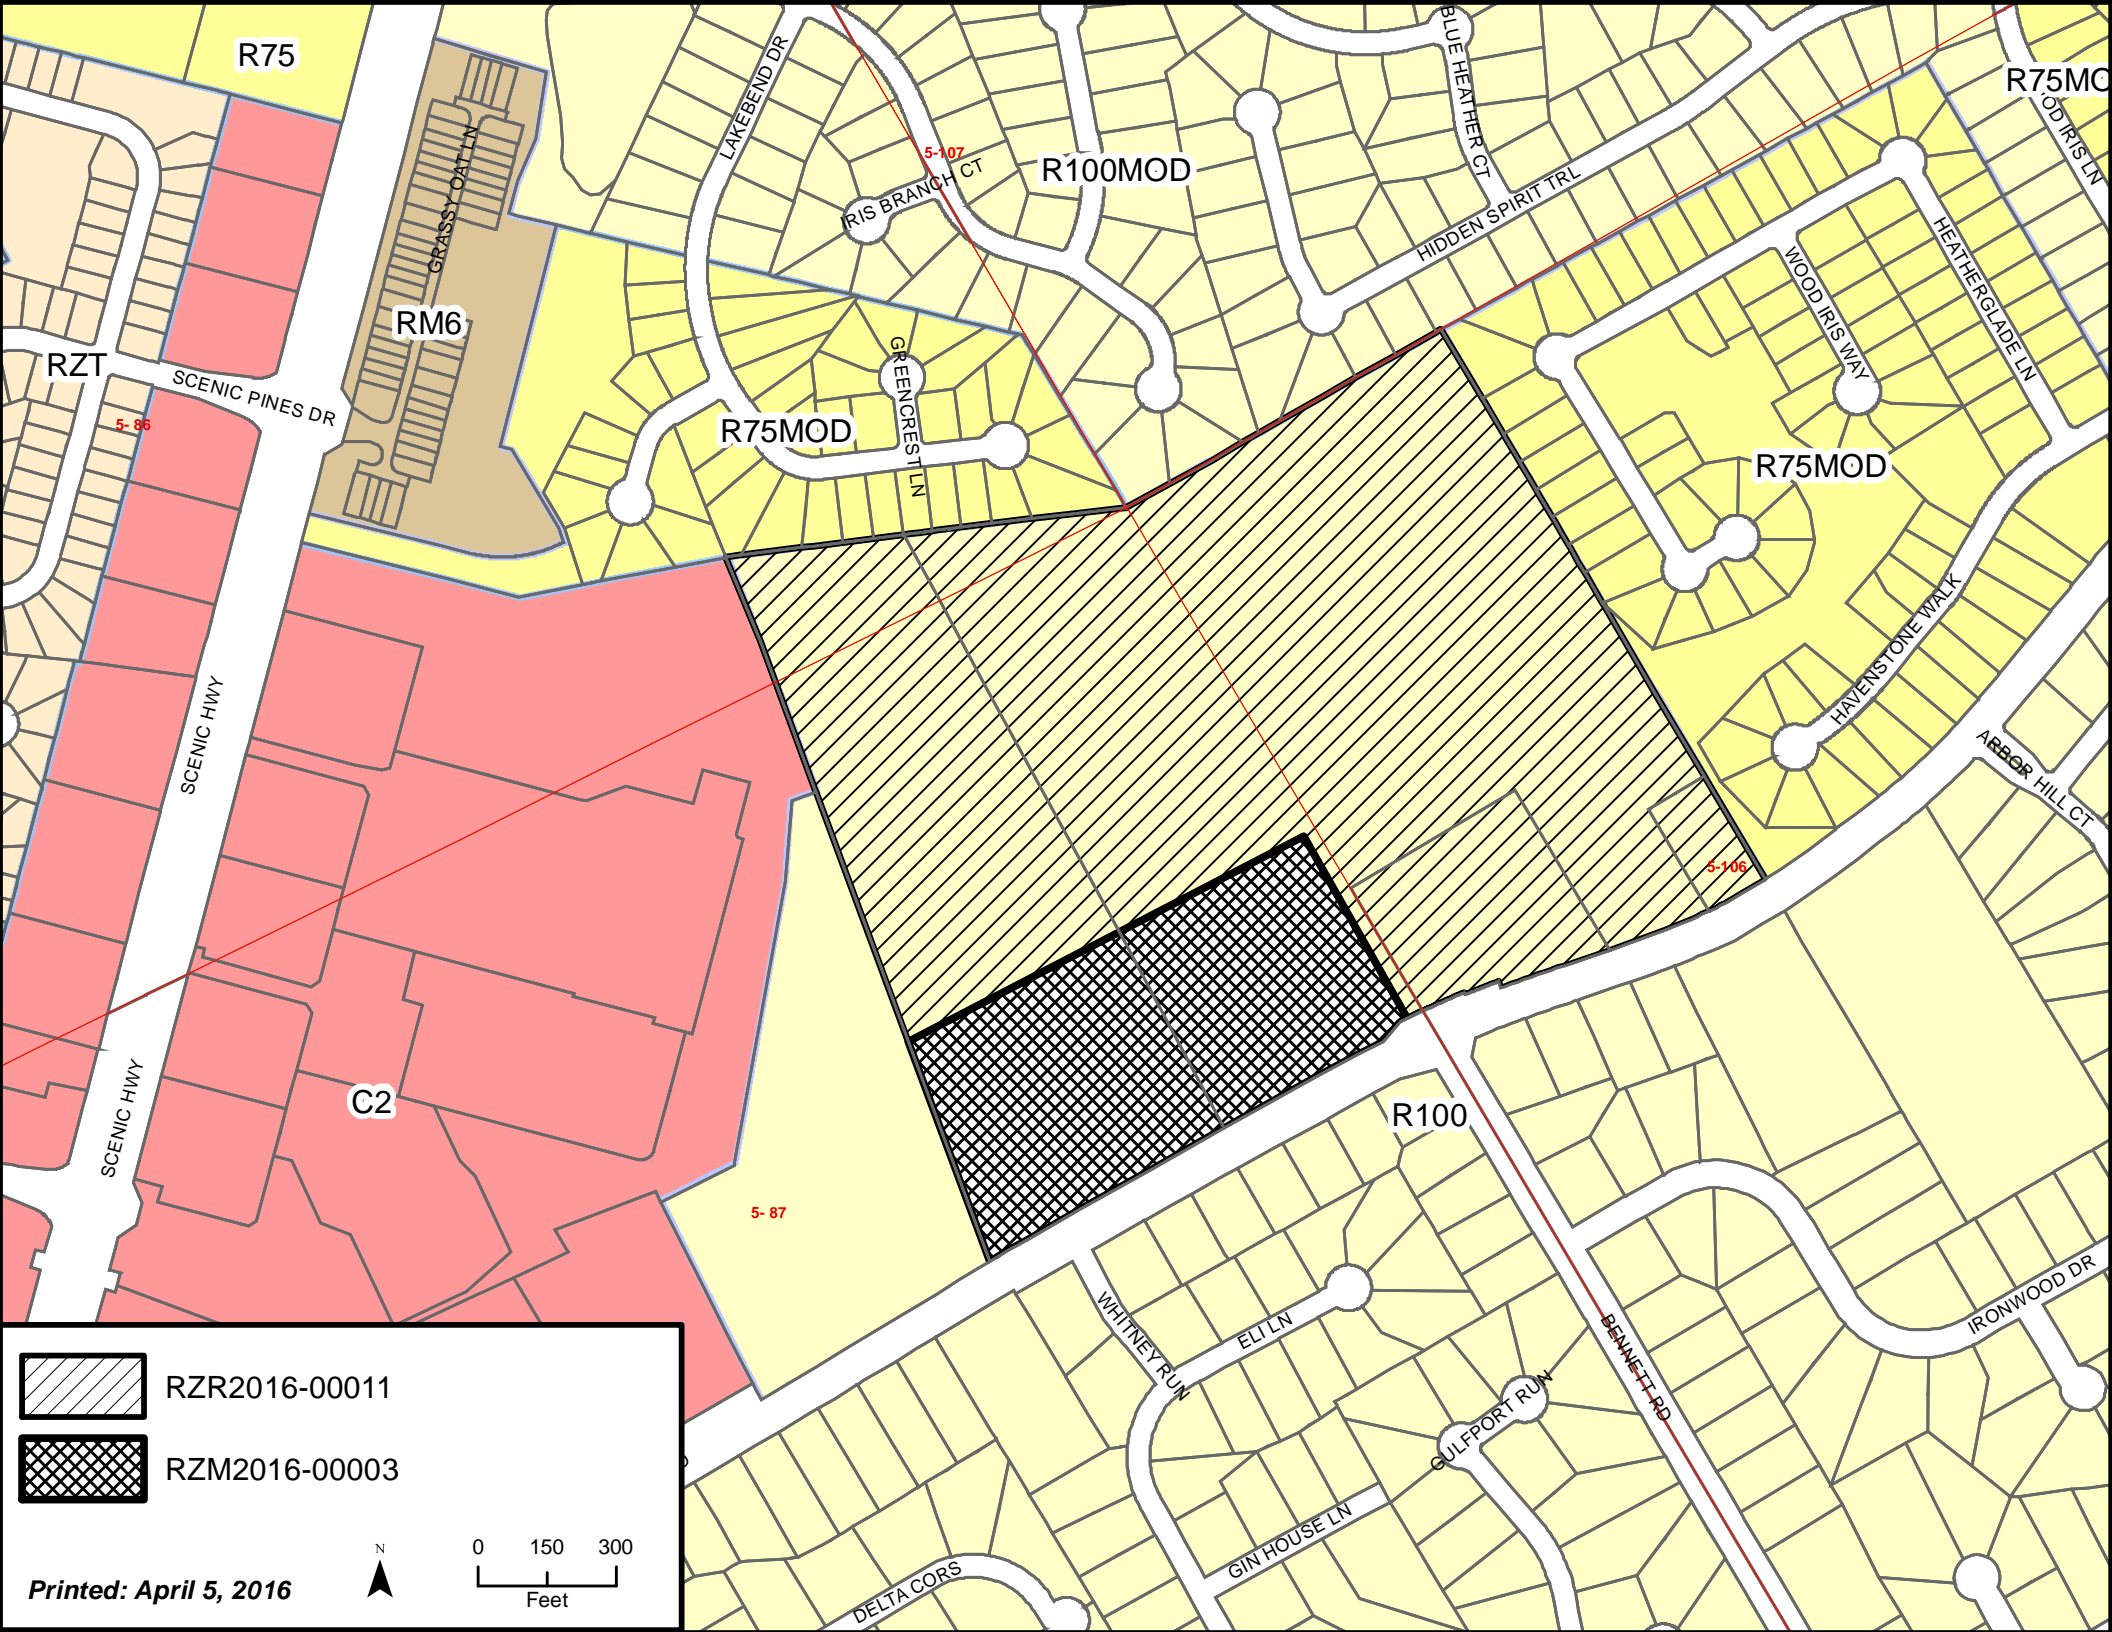 R75
R75MO
LAKEBEND DR
BLUE HEATHER CT
OOD IRIS LN
GRASSY OAT LN
5-107
IRIS BRANCH CT
R100MOD
HIDDEN SPIRIT TRL
HEATHERGLADE LN
WOOD IRIS WAY
RM6
RZT
SCENIC PINES DR
5- 86
GREENCREST LN
R75MOD
R75MOD
HAVENSTONE WALK
SCENIC HWY
ARBOR HILL CT
5-106
SCENIC HWY
C2
R100
5- 87
WHITNEY RUN
ELI LN
IRONWOOD DR
BENNETT RD
GULFPORT RUN
GIN HOUSE LN
DELTA CORS
RZR2016-00011
RZM2016-00003
N
0 150 300
Feet
Printed: April 5, 2016